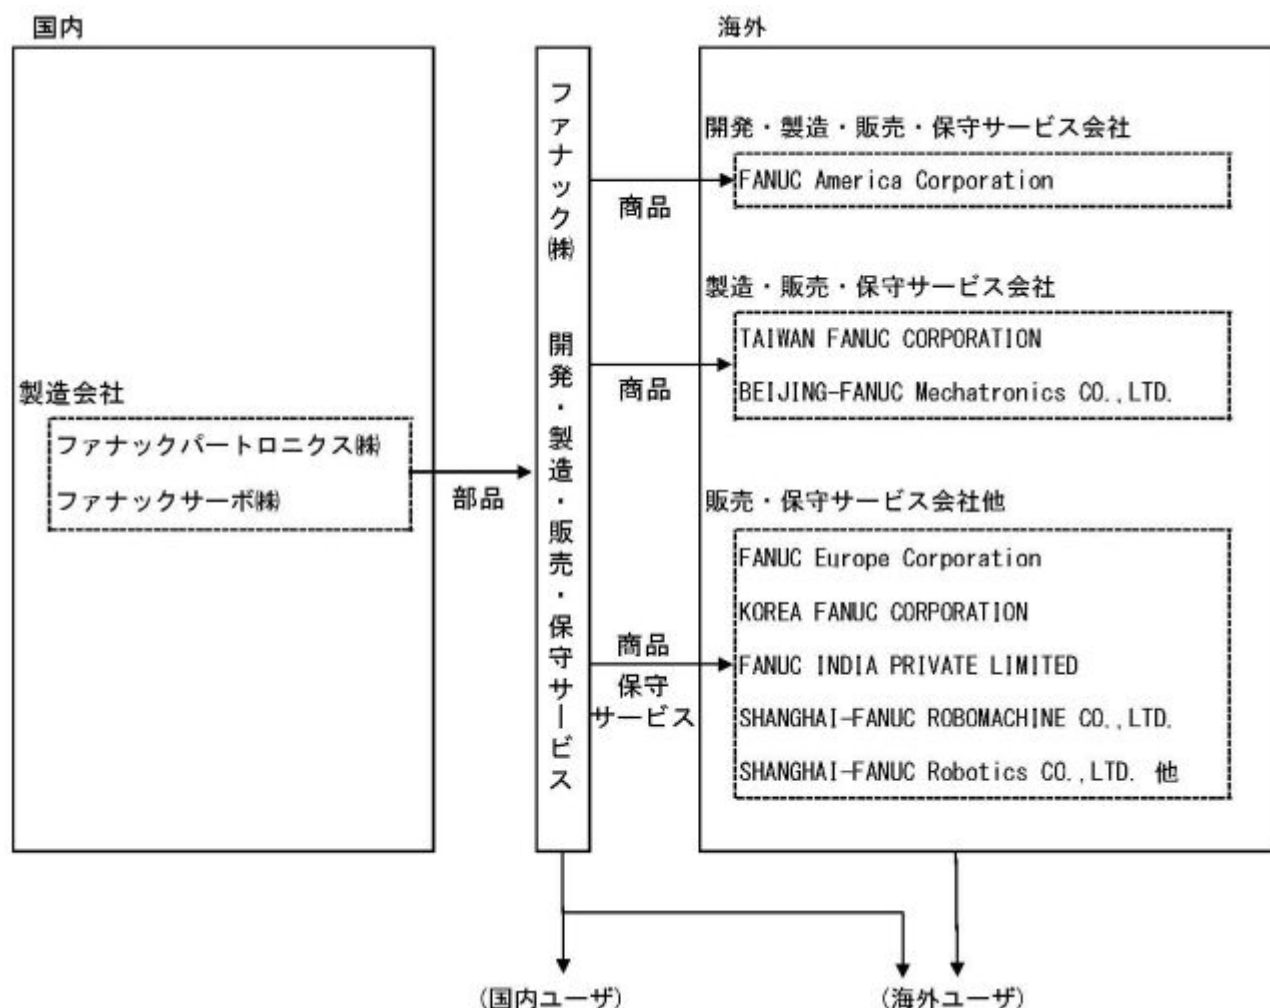 国内
製造会社
ファナックパートロニクス㈱
ファナックサーボ㈱
部品
ファナック㈱ 開発・製造・販売・保守サービス
商品
商品
商品
保守
サービス
海外
開発・製造・販売・保守サービス会社
FANUC America Corporation
製造・販売・保守サービス会社
TAIWAN FANUC CORPORATION
BEIJING-FANUC Mechatronics CO.,LTD.
販売・保守サービス会社他
FANUC Europe Corporation
KOREA FANUC CORPORATION
FANUC INDIA PRIVATE LIMITED
SHANGHAI-FANUC ROBOMACHINE CO.,LTD.
SHANGHAI-FANUC Robotics CO.,LTD. 他
(国内ユーザ)
(海外ユーザ)